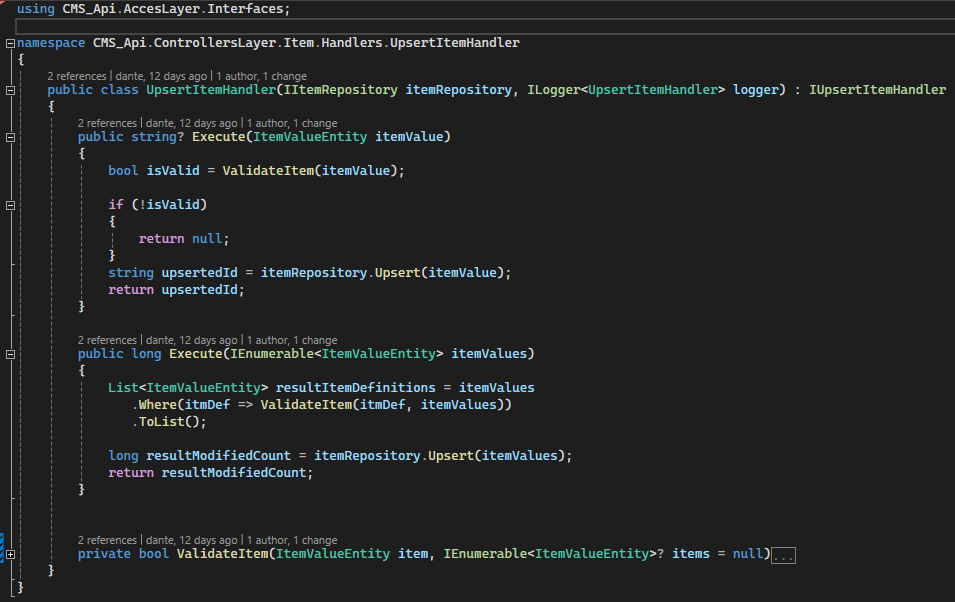 using CMS_Api.AccesLayer.Interfaces;
namespace CMS_Api.ControllersLayer.Item.Handlers.UpsertItemHandler
{
2 references | dante, 12 days ago | 1 author, 1 change
public class UpsertItemHandler(IItemRepository itemRepository, ILogger<UpsertItemHandler> logger) : IUpsertItemHandler
{
2 references | dante, 12 days ago | 1 author, 1 change
public string? Execute(ItemValueEntity itemValue)
{
bool isValid = ValidateItem(itemValue);
if (!isValid)
{
return null;
}
string upsertedId = itemRepository.Upsert(itemValue);
return upsertedId;
}
2 references | dante, 12 days ago | 1 author, 1 change
public long Execute(IEnumerable<ItemValueEntity> itemValues)
{
List<ItemValueEntity> resultItemDefinitions = itemValues
.Where(itmDef => ValidateItem(itmDef, itemValues))
.ToList();
long resultModifiedCount = itemRepository.Upsert(itemValues);
return resultModifiedCount;
}
2 references | dante, 12 days ago | 1 author, 1 change
private bool ValidateItem(ItemValueEntity item, IEnumerable<ItemValueEntity>? items = null)...
}
}